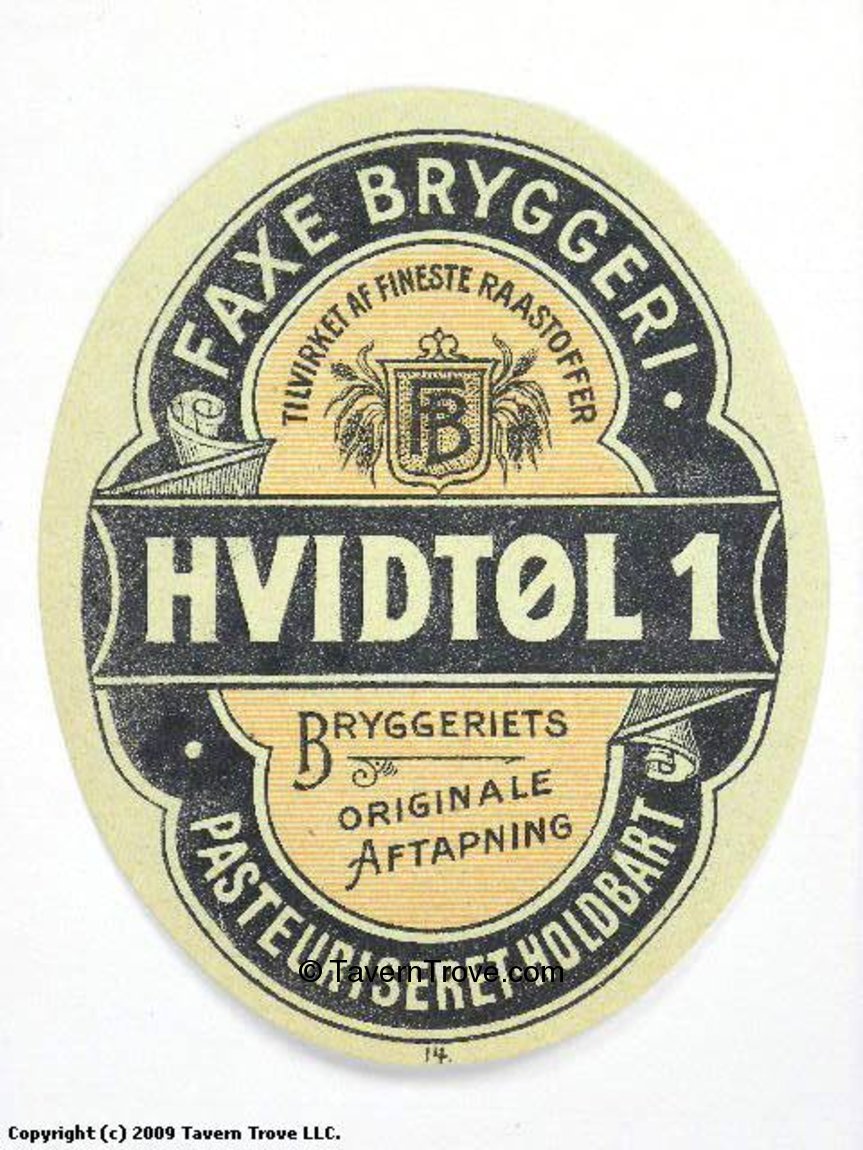 FAXE BRYGGERI
TILVIRKET AF FINESTE RAASTOFFER
FB
HVIDTØL 1
BRYGGERIETS
ORIGINALE
AFTAPNING
PASTEURISERET HOLDBART
© TavernTrove.com
14.
Copyright (c) 2009 Tavern Trove LLC.